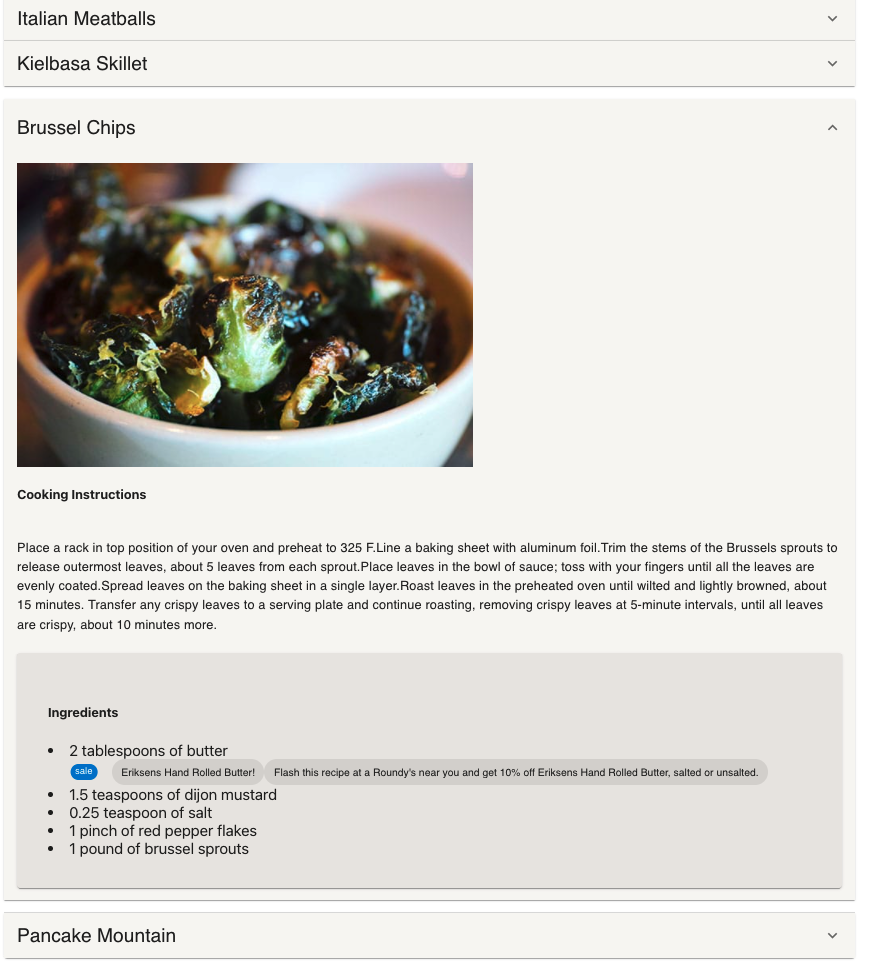 Italian Meatballs
Kielbasa Skillet
Brussel Chips
Cooking Instructions
Place a rack in top position of your oven and preheat to 325 F.Line a baking sheet with aluminum foil.Trim the stems of the Brussels sprouts to
release outermost leaves, about 5 leaves from each sprout.Place leaves in the bowl of sauce; toss with your fingers until all the leaves are
evenly coated.Spread leaves on the baking sheet in a single layer.Roast leaves in the preheated oven until wilted and lightly browned, about
15 minutes. Transfer any crispy leaves to a serving plate and continue roasting, removing crispy leaves at 5-minute intervals, until all leaves
are crispy, about 10 minutes more.
Ingredients
• 2 tablespoons of butter
sale Eriksens Hand Rolled Butter! Flash this recipe at a Roundy's near you and get 10% off Eriksens Hand Rolled Butter, salted or unsalted.
• 1.5 teaspoons of dijon mustard
• 0.25 teaspoon of salt
• 1 pinch of red pepper flakes
• 1 pound of brussel sprouts
Pancake Mountain